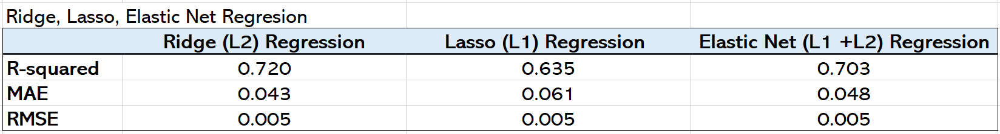 Ridge, Lasso, Elastic Net Regresion
Ridge (L2) Regression Lasso (L1) Regression Elastic Net (L1 +L2) Regression
R-squared 0.720 0.635 0.703
MAE 0.043 0.061 0.048
RMSE 0.005 0.005 0.005